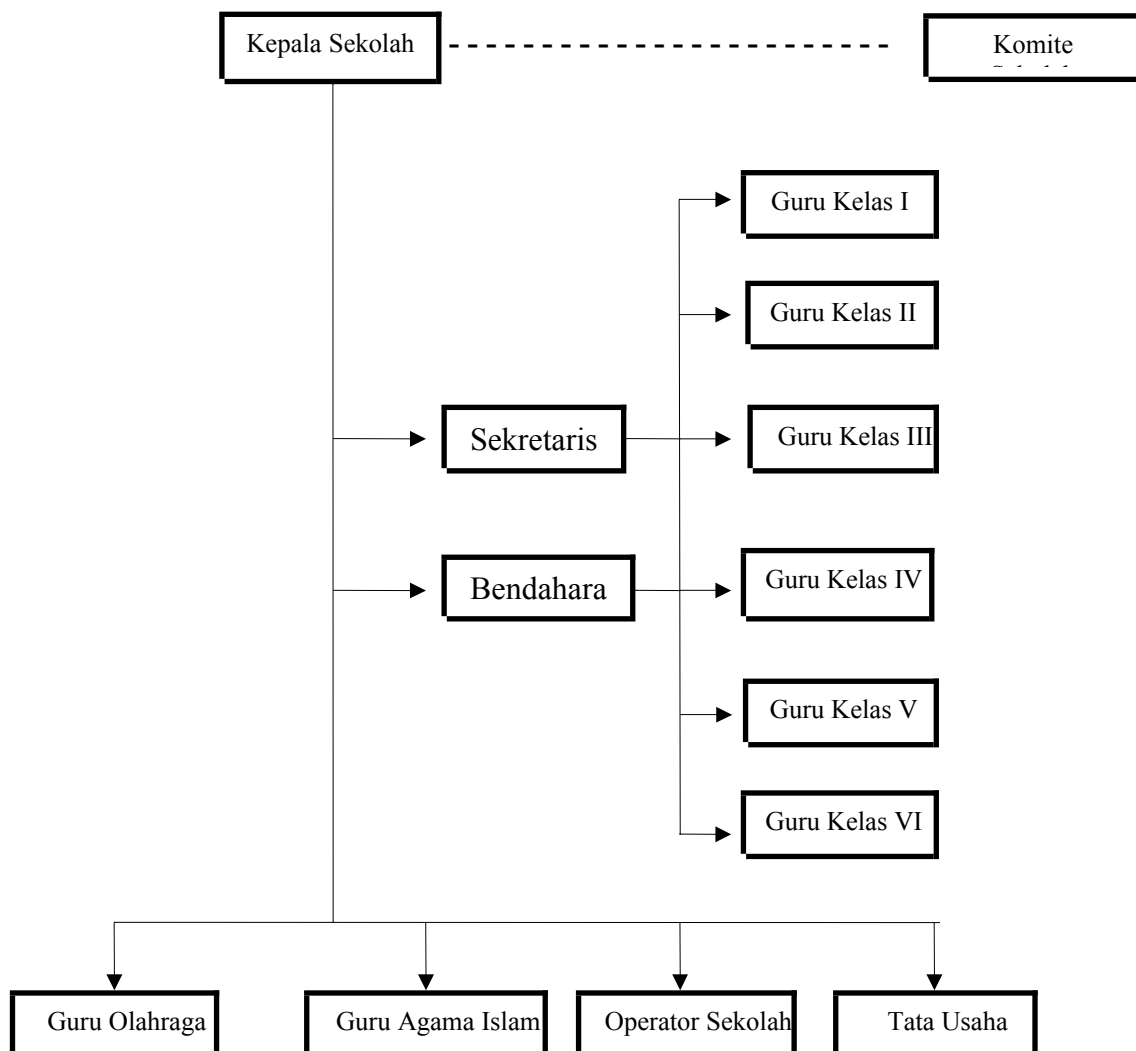 Kepala Sekolah
Komite
Guru Kelas I
Guru Kelas II
Sekretaris
Guru Kelas III
Bendahara
Guru Kelas IV
Guru Kelas V
Guru Kelas VI
Guru Olahraga
Guru Agama Islam
Operator Sekolah
Tata Usaha